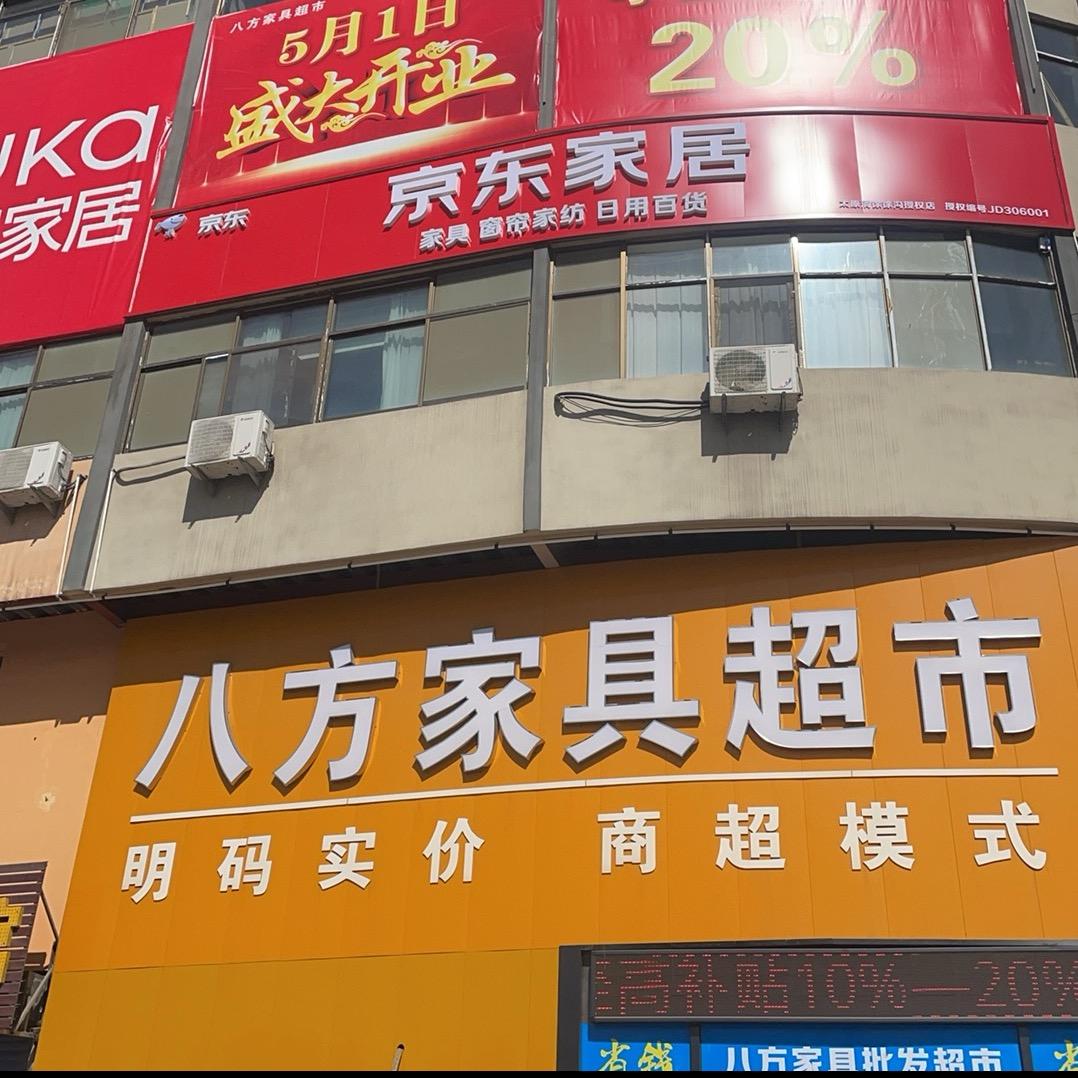 八方家具超市
5月1日
盛大开业
20%
UKa
家居
京东
京东家居
家具 窗帘家纺 日用百货
授权店 授权编号JD306001
八方家具超市
明码实价 商超模式
高补贴10%—20%
省钱
八方家具批发超市
省